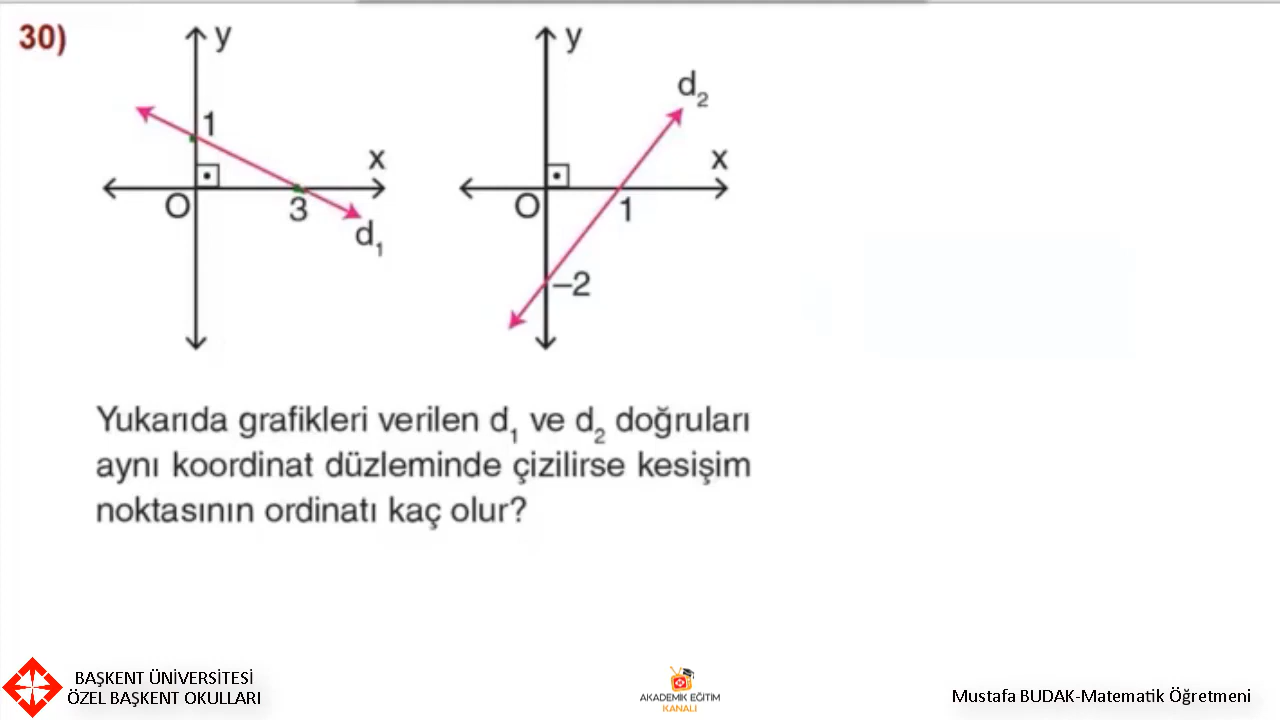 30)
y
1
x
O
3
d₁
y
d₂
x
O
1
–2
Yukarıda grafikleri verilen d₁ ve d₂ doğruları
aynı koordinat düzleminde çizilirse kesişim
noktasının ordinatı kaç olur?
BAŞKENT ÜNİVERSİTESİ
ÖZEL BAŞKENT OKULLARI
AKADEMİK EĞİTİM
KANALI
Mustafa BUDAK-Matematik Öğretmeni